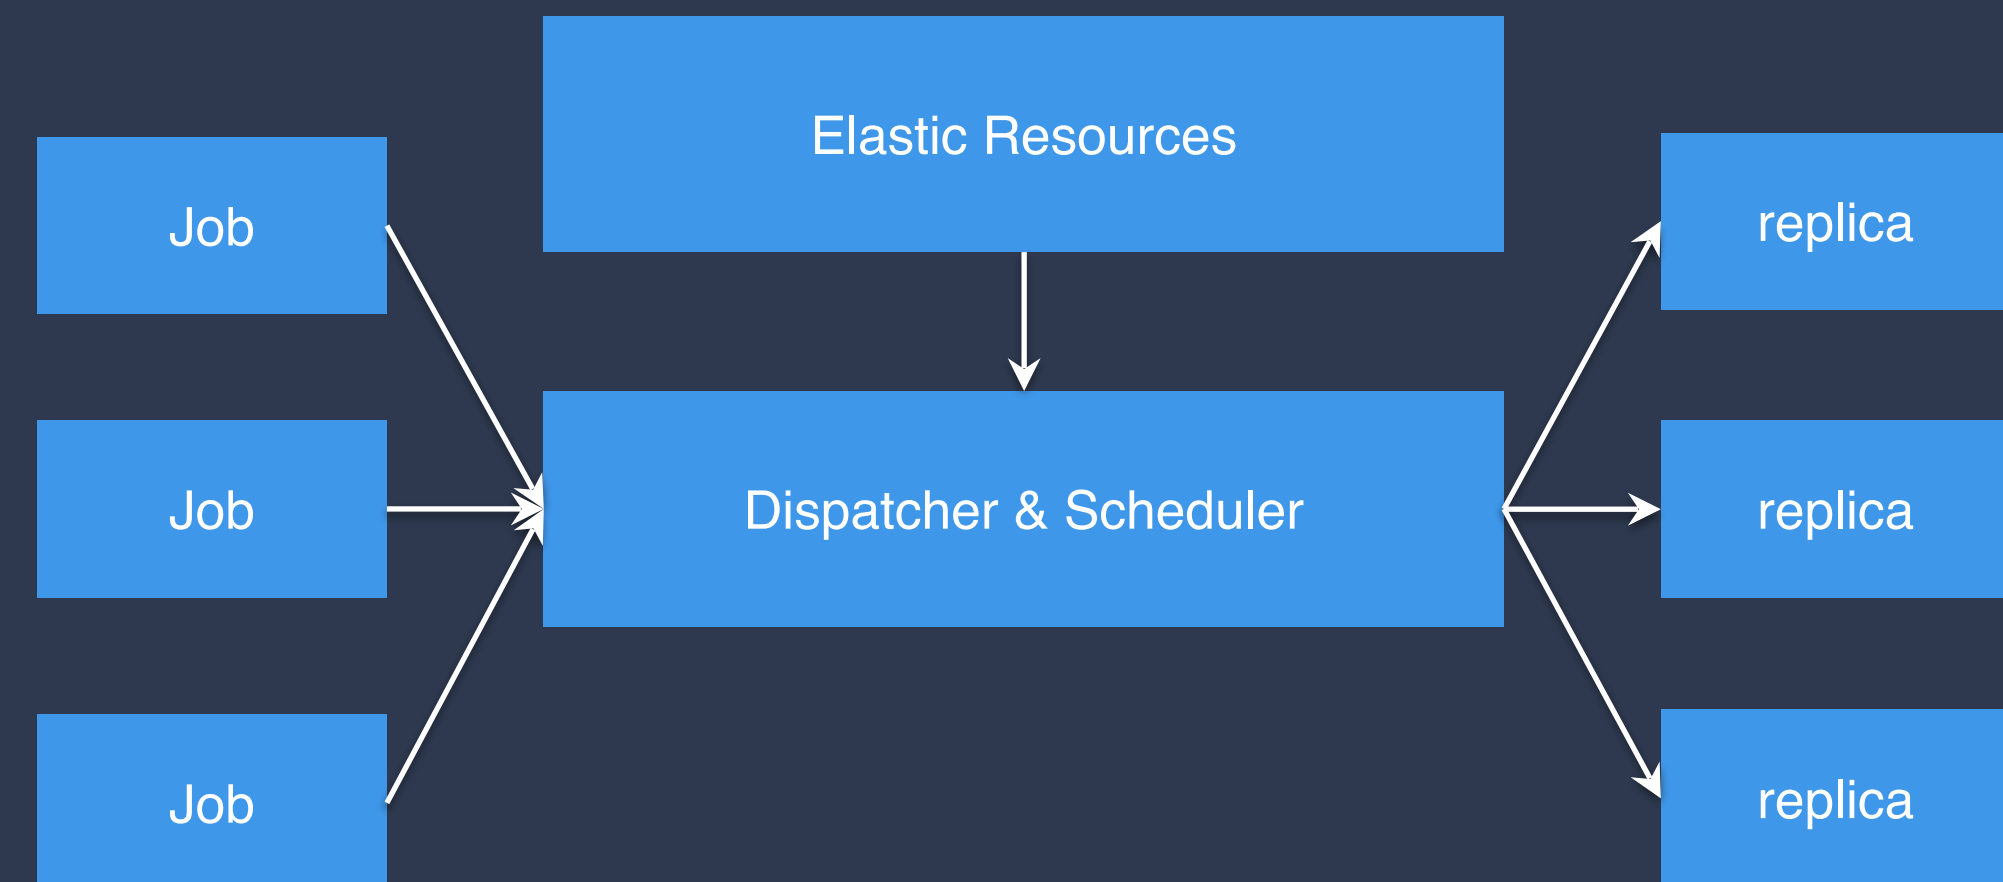 Elastic Resources
Job
replica
Job
Dispatcher & Scheduler
replica
Job
replica